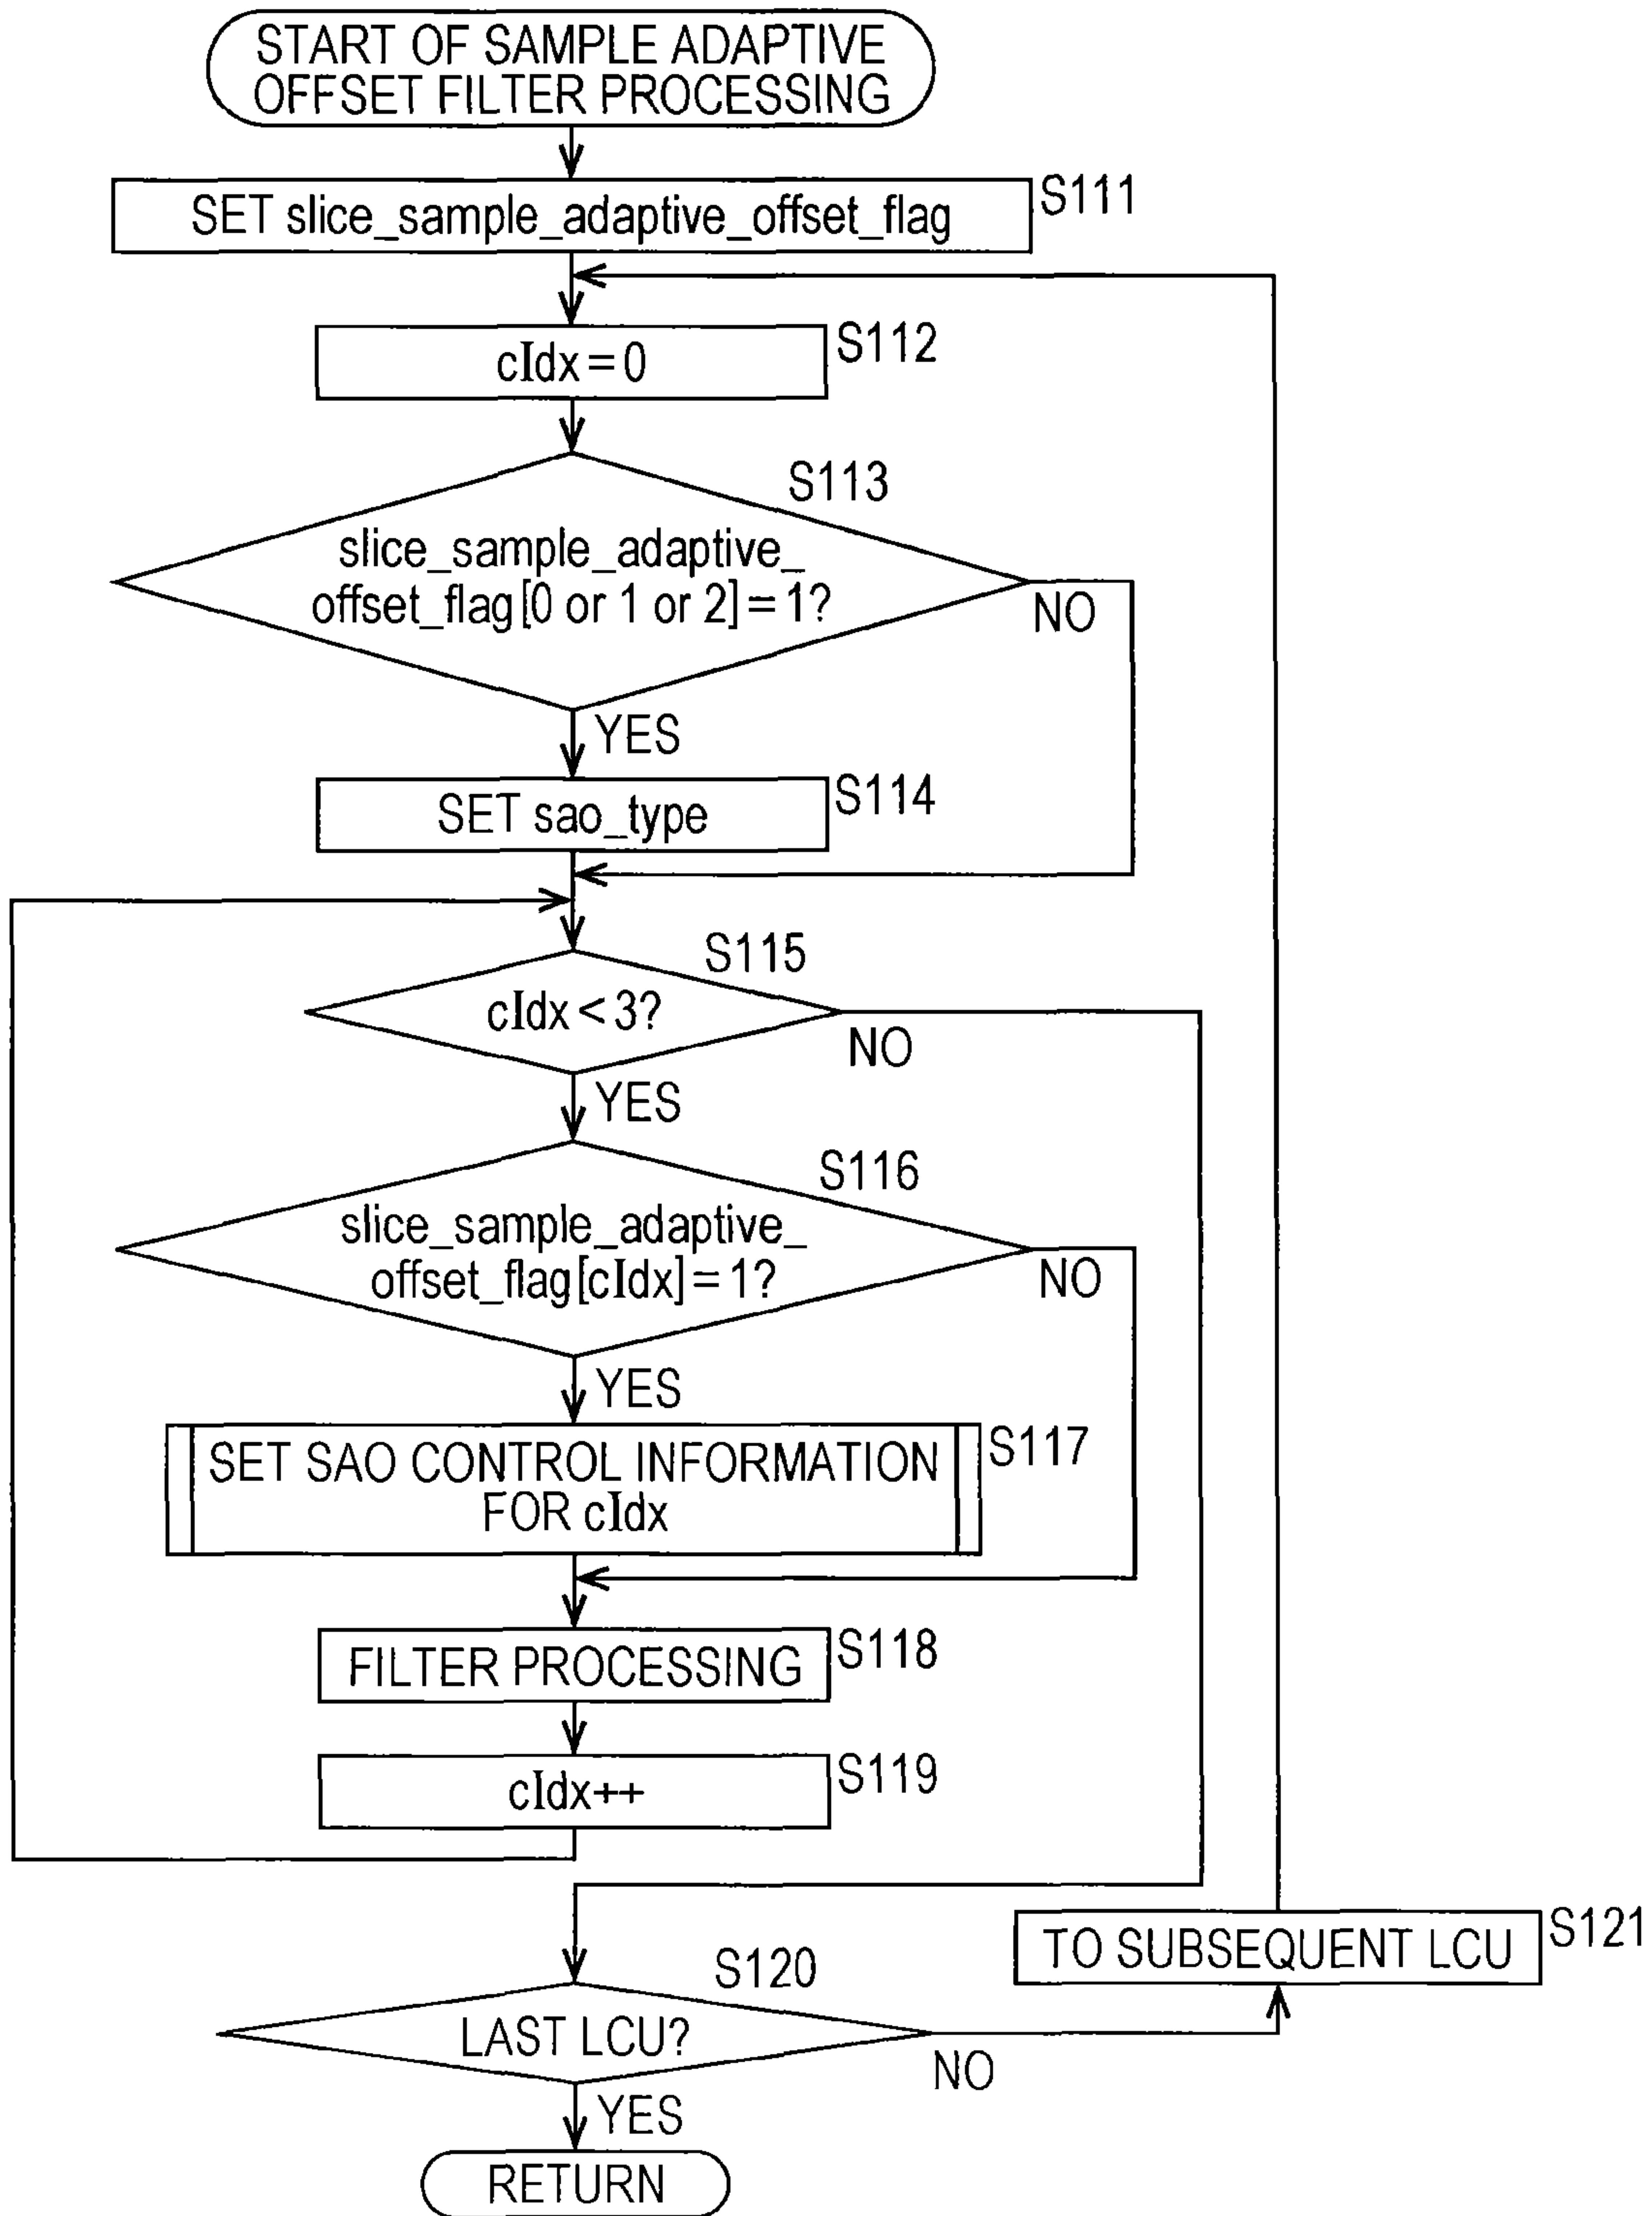 START OF SAMPLE ADAPTIVE
OFFSET FILTER PROCESSING
SET slice_sample_adaptive_offset_flag
S111
cIdx=0
S112
S113
slice_sample_adaptive_
offset_flag[0 or 1 or 2]=1?
NO
YES
SET sao_type
S114
S115
cIdx<3?
NO
YES
S116
slice_sample_adaptive_
offset_flag[cIdx]=1?
NO
YES
SET SAO CONTROL INFORMATION
FOR cIdx
S117
FILTER PROCESSING
S118
cIdx++
S119
TO SUBSEQUENT LCU
S121
S120
LAST LCU?
NO
YES
RETURN